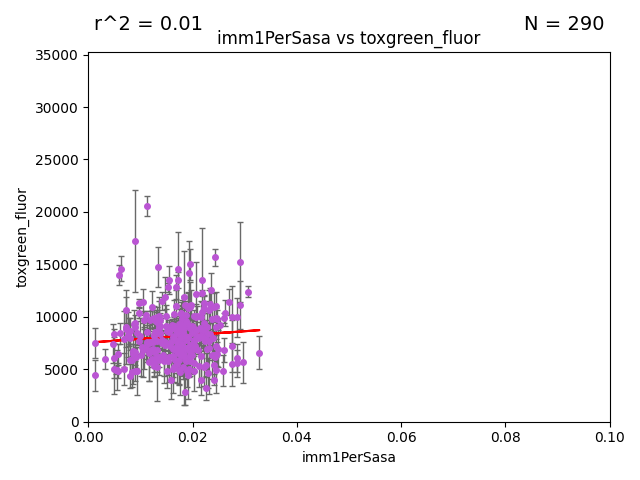 r^2 = 0.01
N = 290
imm1PerSasa vs toxgreen_fluor
35000
30000
25000
20000
15000
10000
5000
0
toxgreen_fluor
0.00 0.02 0.04 0.06 0.08 0.10
imm1PerSasa